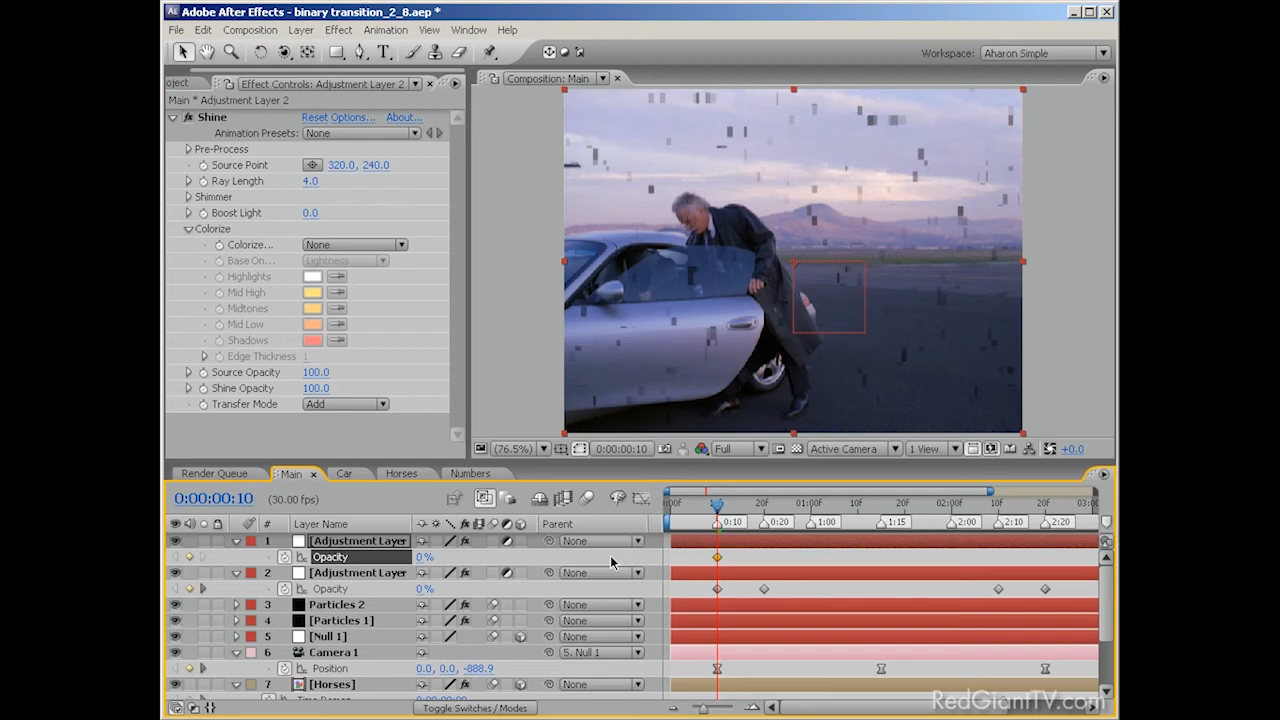 Adobe After Effects - binary transition_2_8.aep *
File Edit Composition Layer Effect Animation View Window Help
Workspace: Aharon Simple
oject Effect Controls: Adjustment Layer 2
Composition: Main
Main * Adjustment Layer 2
Shine Reset Options... About...
Animation Presets: None
Pre-Process
Source Point 320.0, 240.0
Ray Length 4.0
Shimmer
Boost Light 0.0
Colorize
Colorize... None
Base On... Lightness
Highlights
Mid High
Midtones
Mid Low
Shadows
Edge Thickness 1
Source Opacity 100.0
Shine Opacity 100.0
Transfer Mode Add
(76.5%) 0:00:00:10 Full Active Camera 1 View +0.0
Render Queue Main Car Horses Numbers
0:00:00:10 (30.00 fps)
:00F 20F 01:00F 10F 20F 02:00F 10F 20F 03:0
0:10 0:20 1:00 1:15 2:00 2:10 2:20
# Layer Name Parent
1 [Adjustment Layer None
Opacity 0 %
2 [Adjustment Layer None
Opacity 0 %
3 Particles 2 None
4 [Particles 1] None
5 [Null 1] None
6 Camera 1 5. Null 1
Position 0.0, 0.0, -888.9
7 [Horses] None
Toggle Switches / Modes
RedGiantTV.com